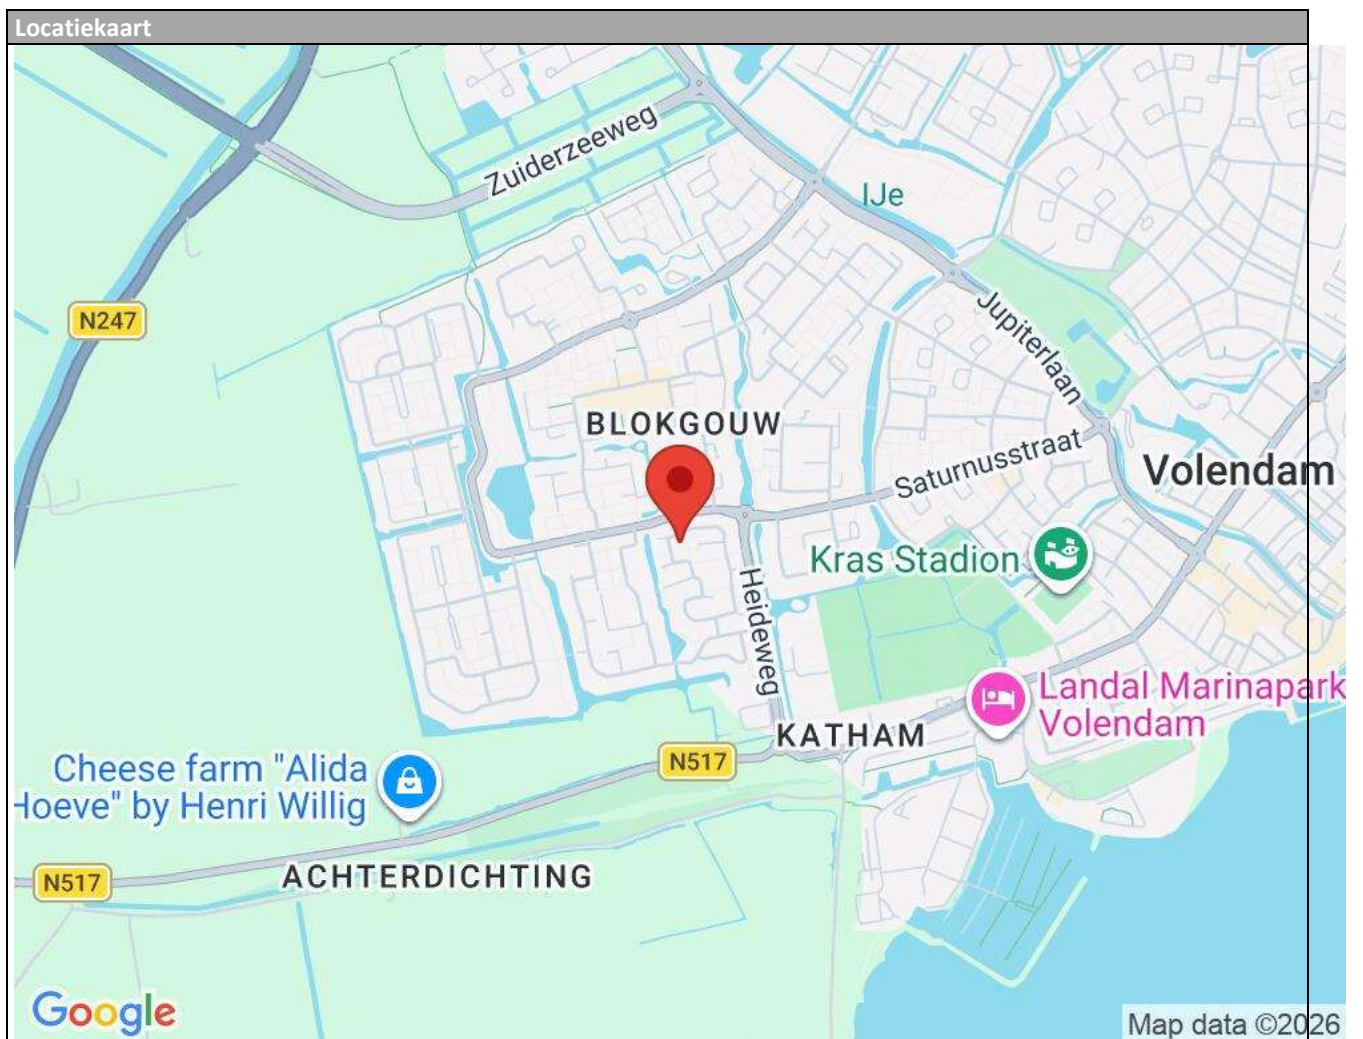 Locatiekaart
Zuiderzeeweg
IJe
N247
Jupiterlaan
BLOKGOUW
Saturnusstraat
Volendam
Kras Stadion
Heideweg
Landal Marinapark
Volendam
KATHAM
N517
Cheese farm "Alida
Hoeve" by Henri Willig
ACHTERDICHTING
N517
Google
Map data ©2026